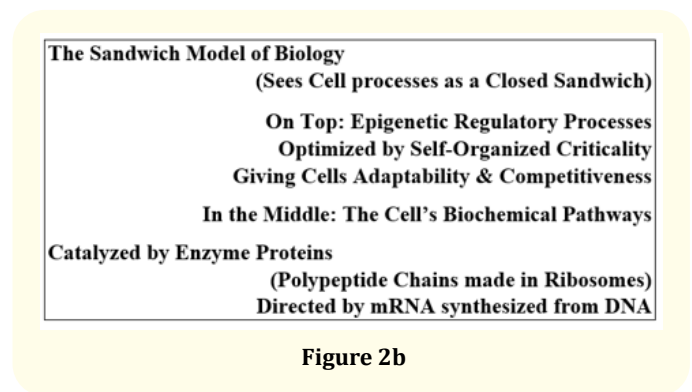 The Sandwich Model of Biology
(Sees Cell processes as a Closed Sandwich)
On Top: Epigenetic Regulatory Processes
Optimized by Self-Organized Criticality
Giving Cells Adaptability & Competitiveness
In the Middle: The Cell's Biochemical Pathways
Catalyzed by Enzyme Proteins
(Polypeptide Chains made in Ribosomes)
Directed by mRNA synthesized from DNA
Figure 2b